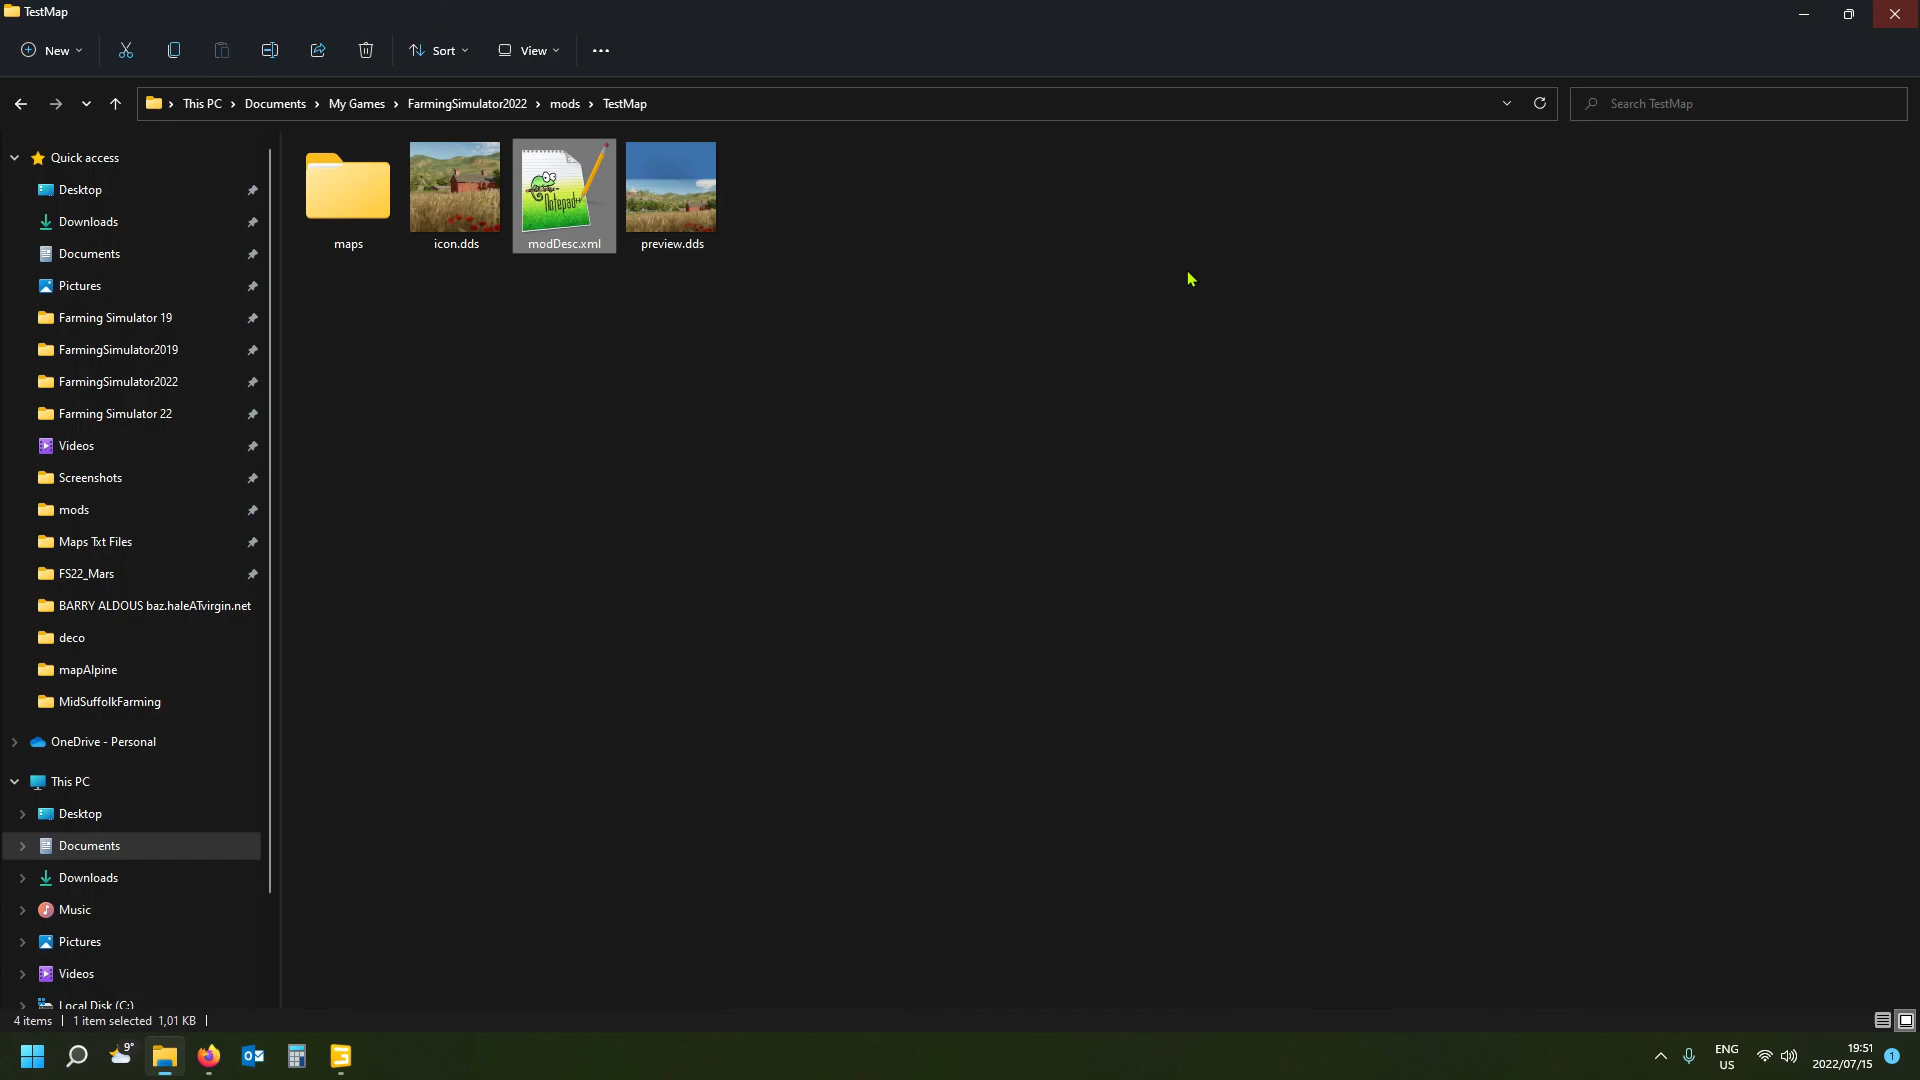 TestMap
New
Sort
View
This PC › Documents › My Games › FarmingSimulator2022 › mods › TestMap
Search TestMap
Quick access
Desktop
Downloads
Documents
Pictures
Farming Simulator 19
FarmingSimulator2019
FarmingSimulator2022
Farming Simulator 22
Videos
Screenshots
mods
Maps Txt Files
FS22_Mars
BARRY ALDOUS baz.haleATvirgin.net
deco
mapAlpine
MidSuffolkFarming
OneDrive - Personal
This PC
Desktop
Documents
Downloads
Music
Pictures
Videos
Local Disk (C:)
Notepad++
maps
icon.dds
modDesc.xml
preview.dds
4 items
1 item selected 1,01 KB
9°
ENG
US
19:51
2022/07/15
1